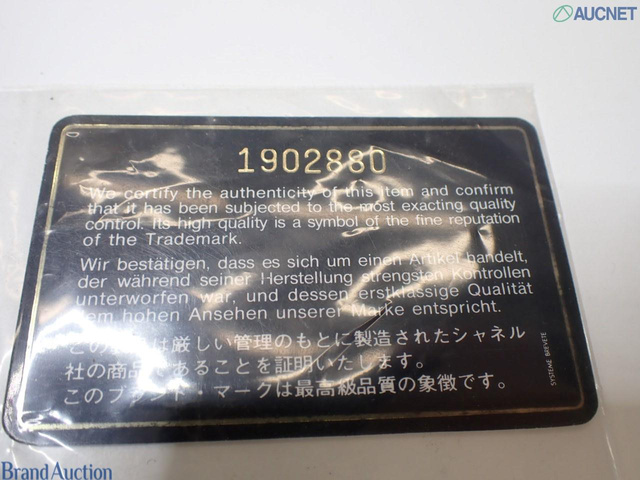 AUCNET
1902880
We certify the authenticity of this item and confirm
that it has been subjected to the most exacting quality
control. Its high quality is a symbol of the fine reputation
of the Trademark.
Wir bestätigen, dass es sich um einen Artikel handelt,
der während seiner Herstellung strengsten Kontrollen
unterworfen war, und dessen erstklassige Qualität
dem hohen Ansehen unserer Marke entspricht.
この は厳しい管理のもとに製造されたシャネル
社の商品であることを証明いたします。
このブランド・マークは最高級品質の象徴です。
SYSTEME BREVETE
Brand Auction